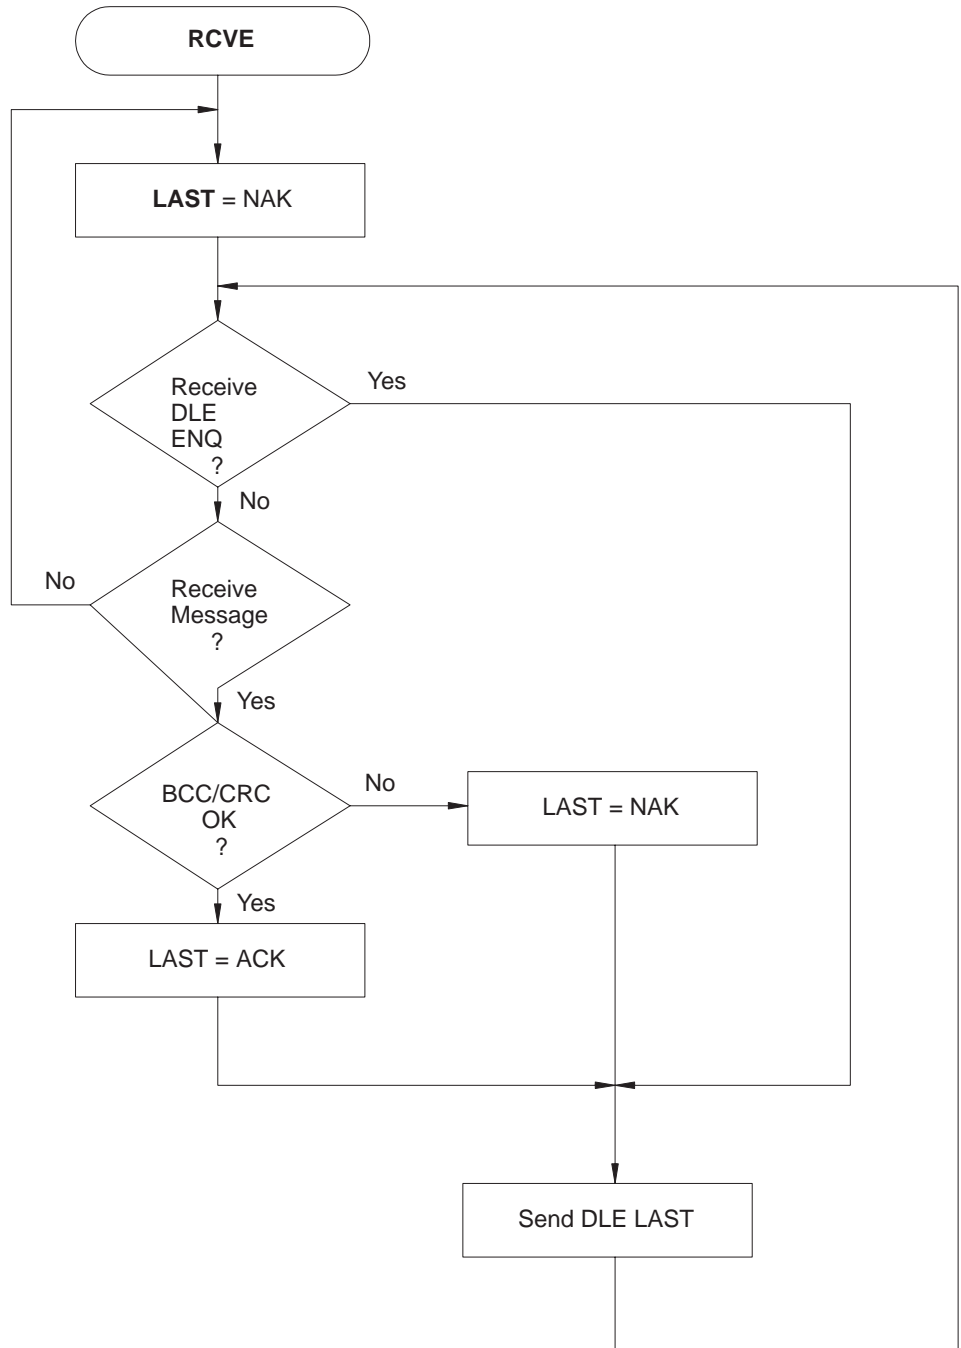 RCVE
LAST = NAK
Receive
DLE
ENQ
?
Yes
No
Receive
Message
?
No
Yes
BCC/CRC
OK
?
No
LAST = NAK
Yes
LAST = ACK
Send DLE LAST